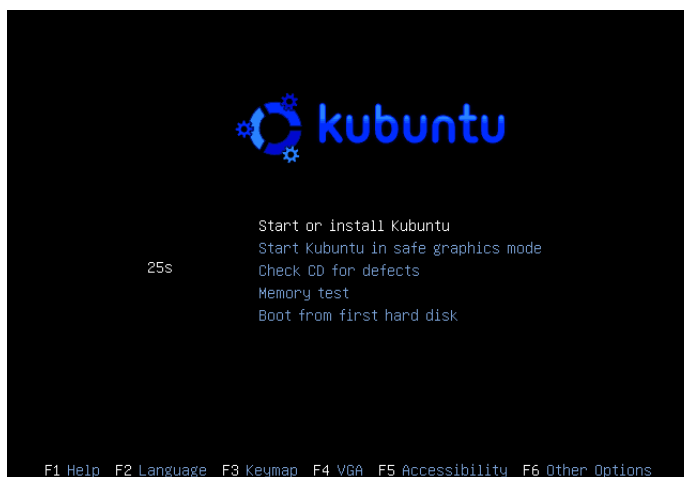 kubuntu
Start or install Kubuntu
Start Kubuntu in safe graphics mode
25s
Check CD for defects
Memory test
Boot from first hard disk
F1 Help F2 Language F3 Keymap F4 VGA F5 Accessibility F6 Other Options